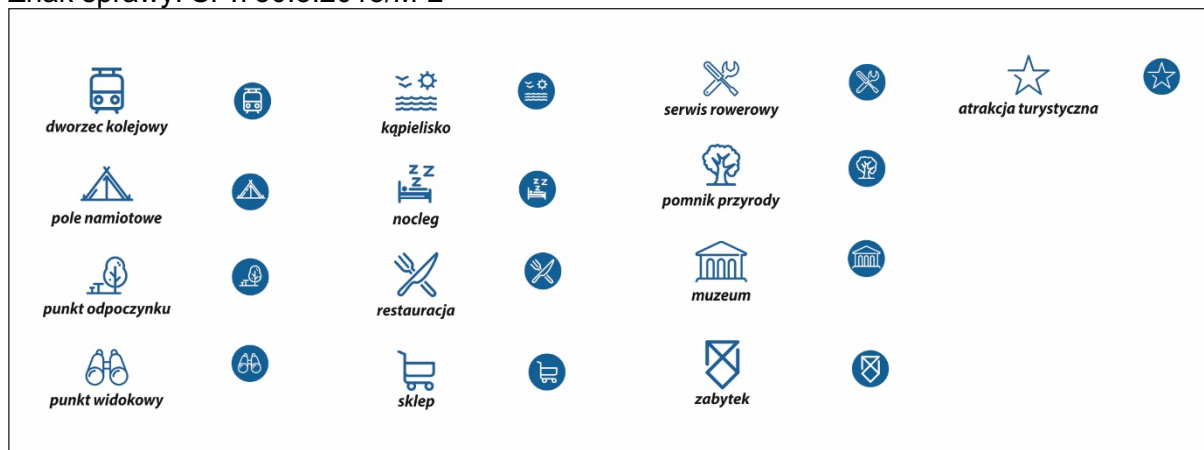 dworzec kolejowy
kąpielisko
serwis rowerowy
atrakcja turystyczna
pole namiotowe
nocleg
pomnik przyrody
punkt odpoczynku
restauracja
muzeum
punkt widokowy
sklep
zabytek